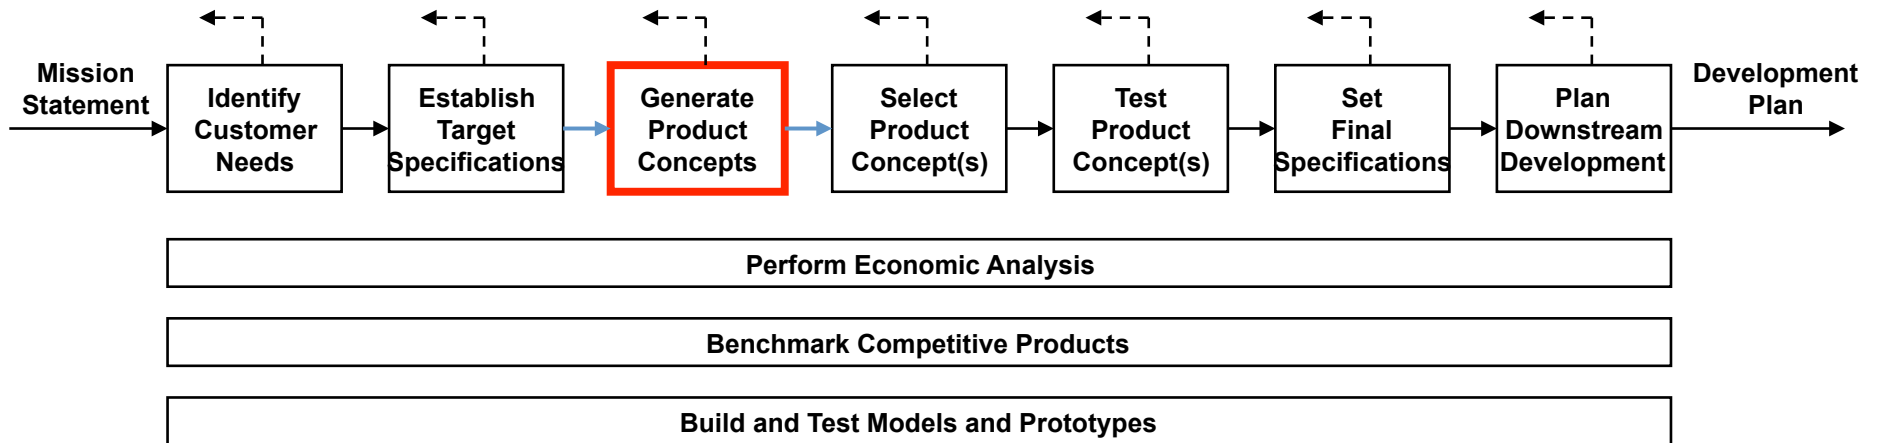 Mission
Statement
Identify
Customer
Needs
Establish
Target
Specifications
Generate
Product
Concepts
Select
Product
Concept(s)
Test
Product
Concept(s)
Set
Final
Specifications
Plan
Downstream
Development
Development
Plan
Perform Economic Analysis
Benchmark Competitive Products
Build and Test Models and Prototypes